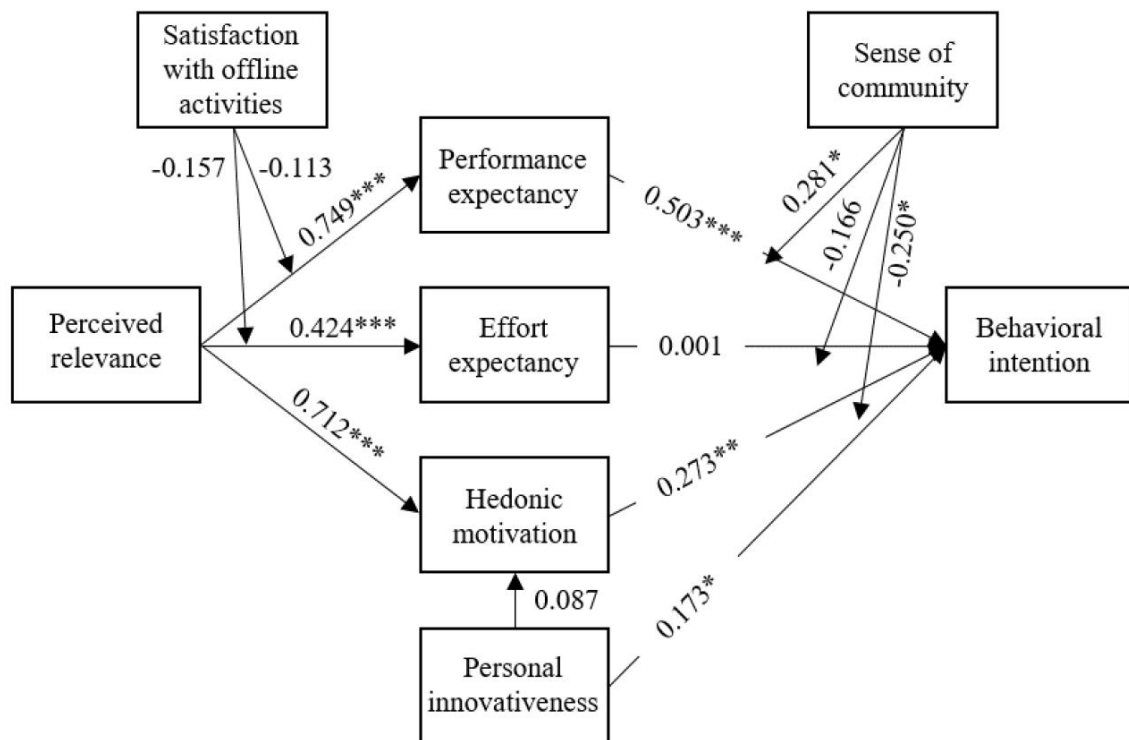 Satisfaction
with offline
activities
Sense of
community
-0.157
-0.113
Performance
expectancy
0.749***
0.503***
0.281*
-0.166
-0.250*
Perceived
relevance
0.424***
Effort
expectancy
0.001
Behavioral
intention
0.712***
Hedonic
motivation
0.273**
0.087
0.173*
Personal
innovativeness